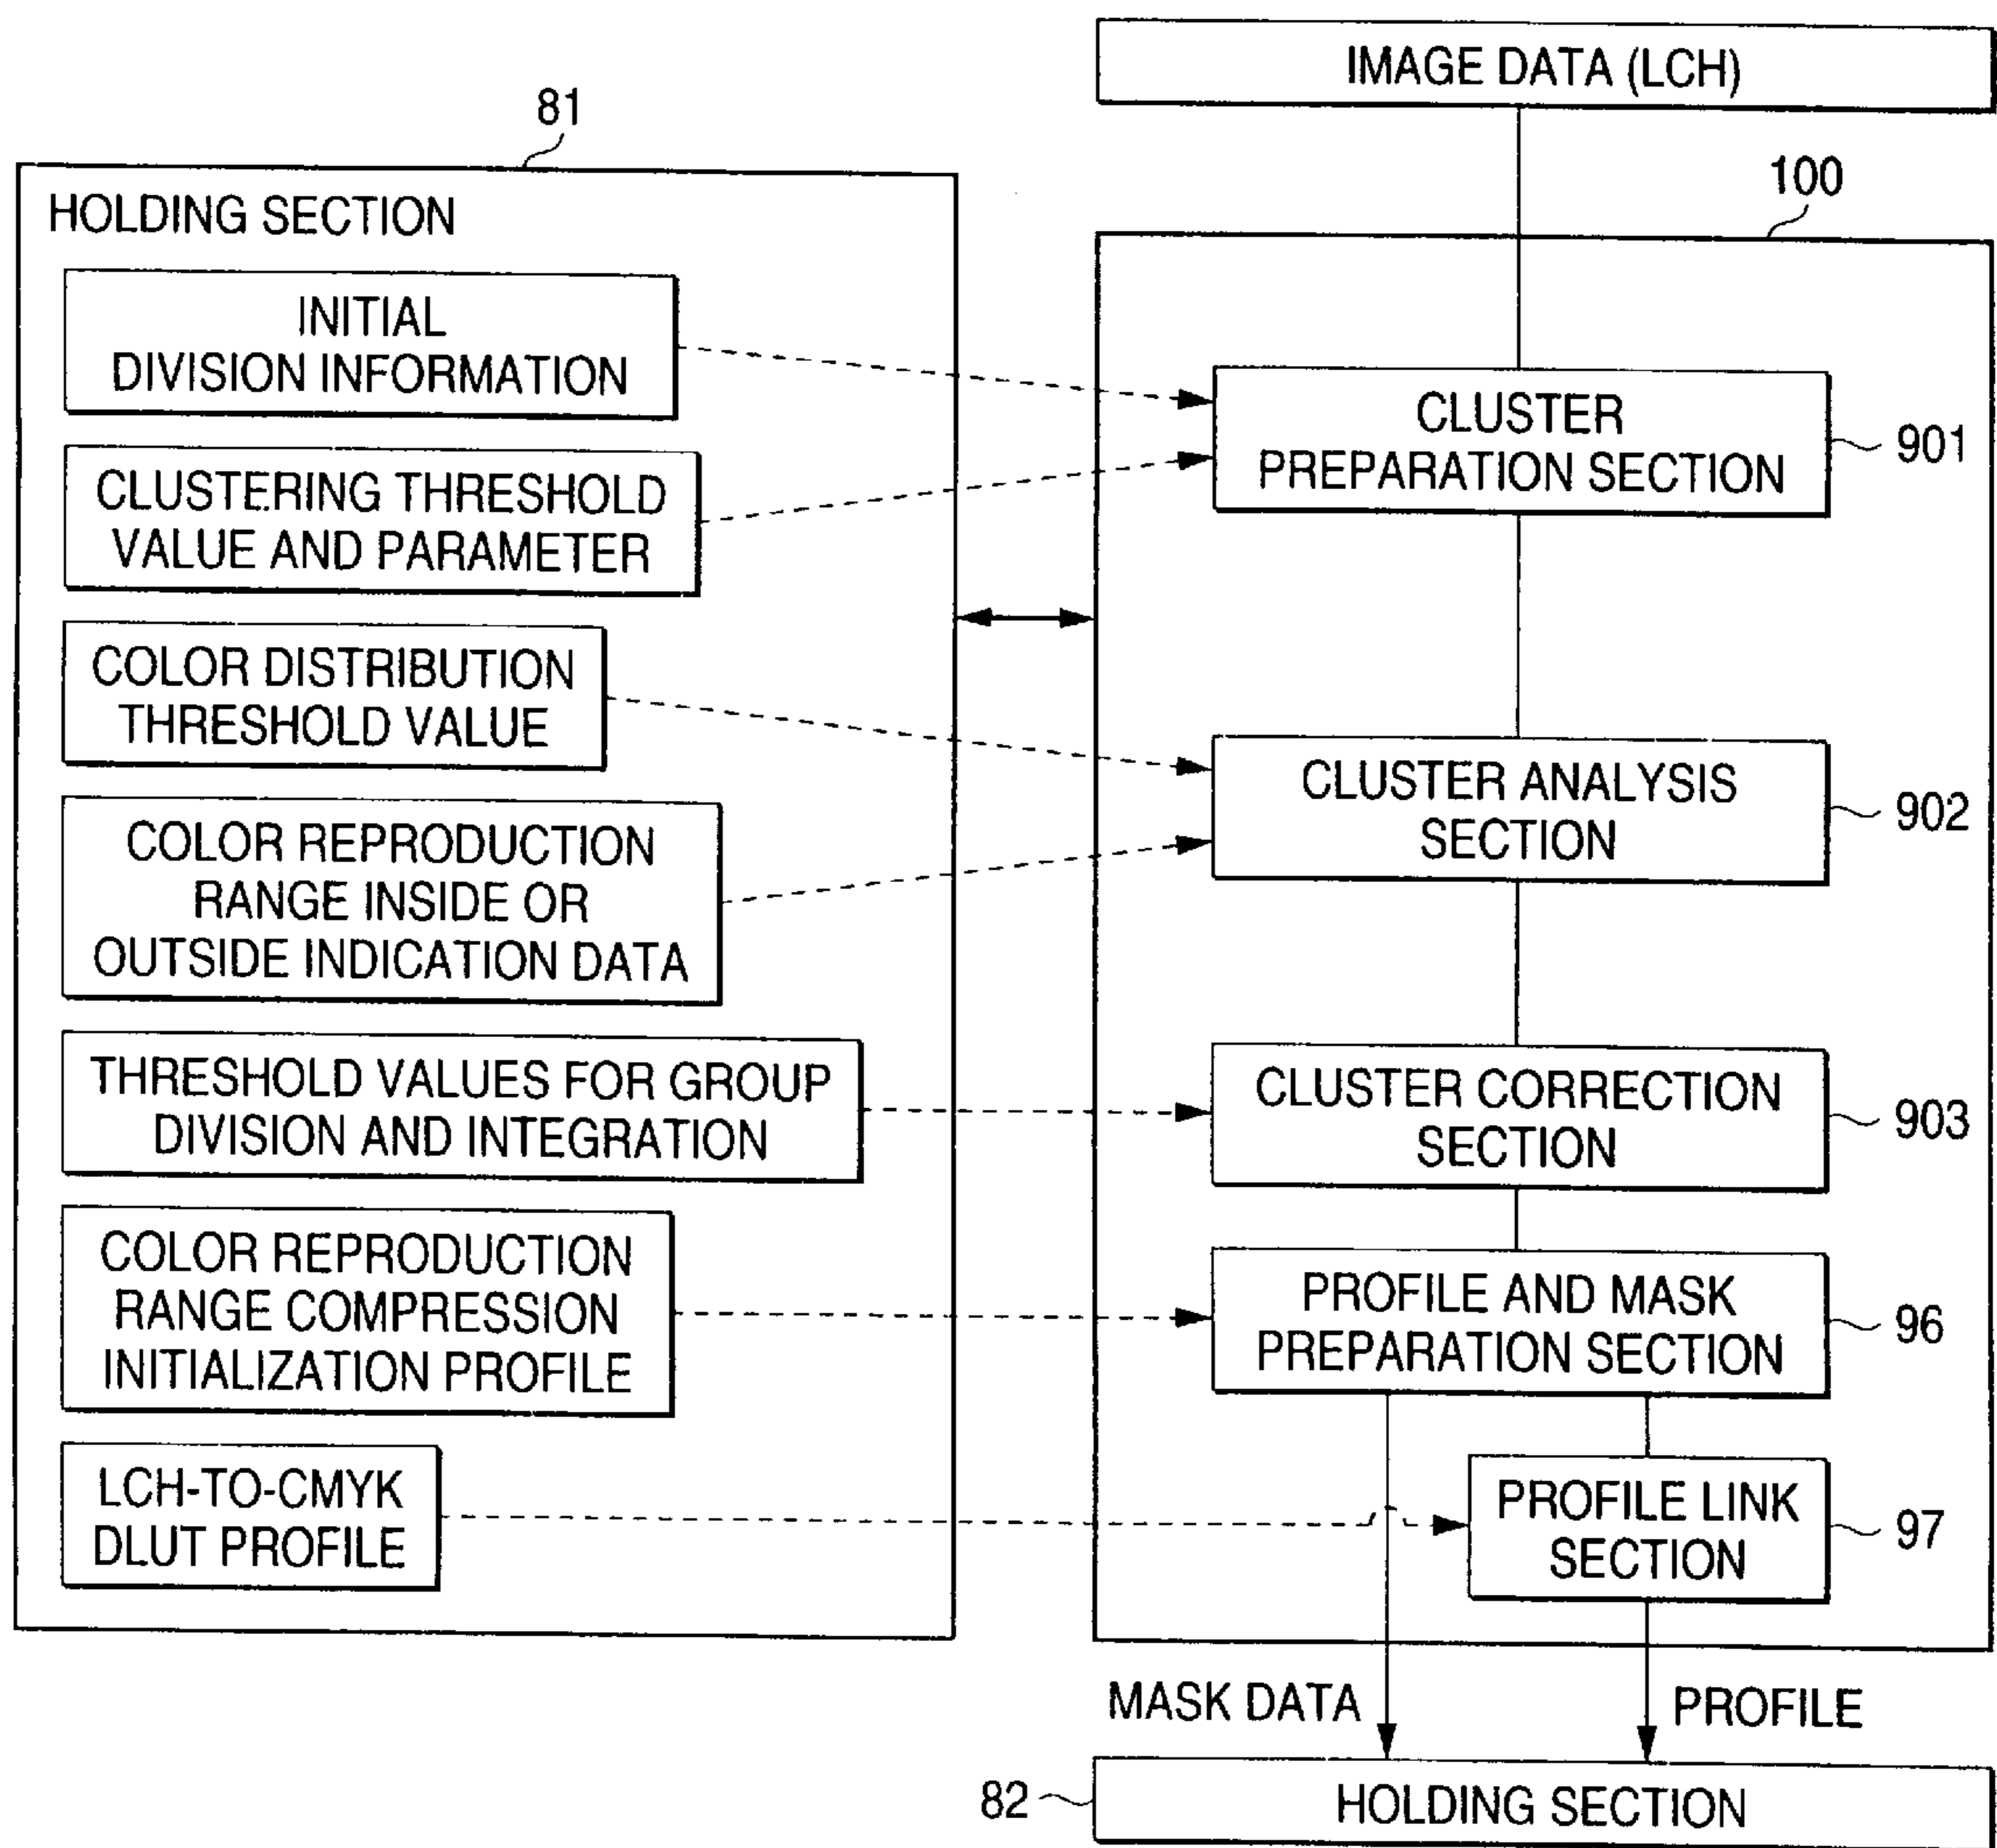 IMAGE DATA (LCH)
81
100
HOLDING SECTION
INITIAL
DIVISION INFORMATION
CLUSTERING THRESHOLD
VALUE AND PARAMETER
COLOR DISTRIBUTION
THRESHOLD VALUE
COLOR REPRODUCTION
RANGE INSIDE OR
OUTSIDE INDICATION DATA
THRESHOLD VALUES FOR GROUP
DIVISION AND INTEGRATION
COLOR REPRODUCTION
RANGE COMPRESSION
INITIALIZATION PROFILE
LCH-TO-CMYK
DLUT PROFILE
CLUSTER
PREPARATION SECTION
901
CLUSTER ANALYSIS
SECTION
902
CLUSTER CORRECTION
SECTION
903
PROFILE AND MASK
PREPARATION SECTION
96
PROFILE LINK
SECTION
97
MASK DATA
PROFILE
82
HOLDING SECTION